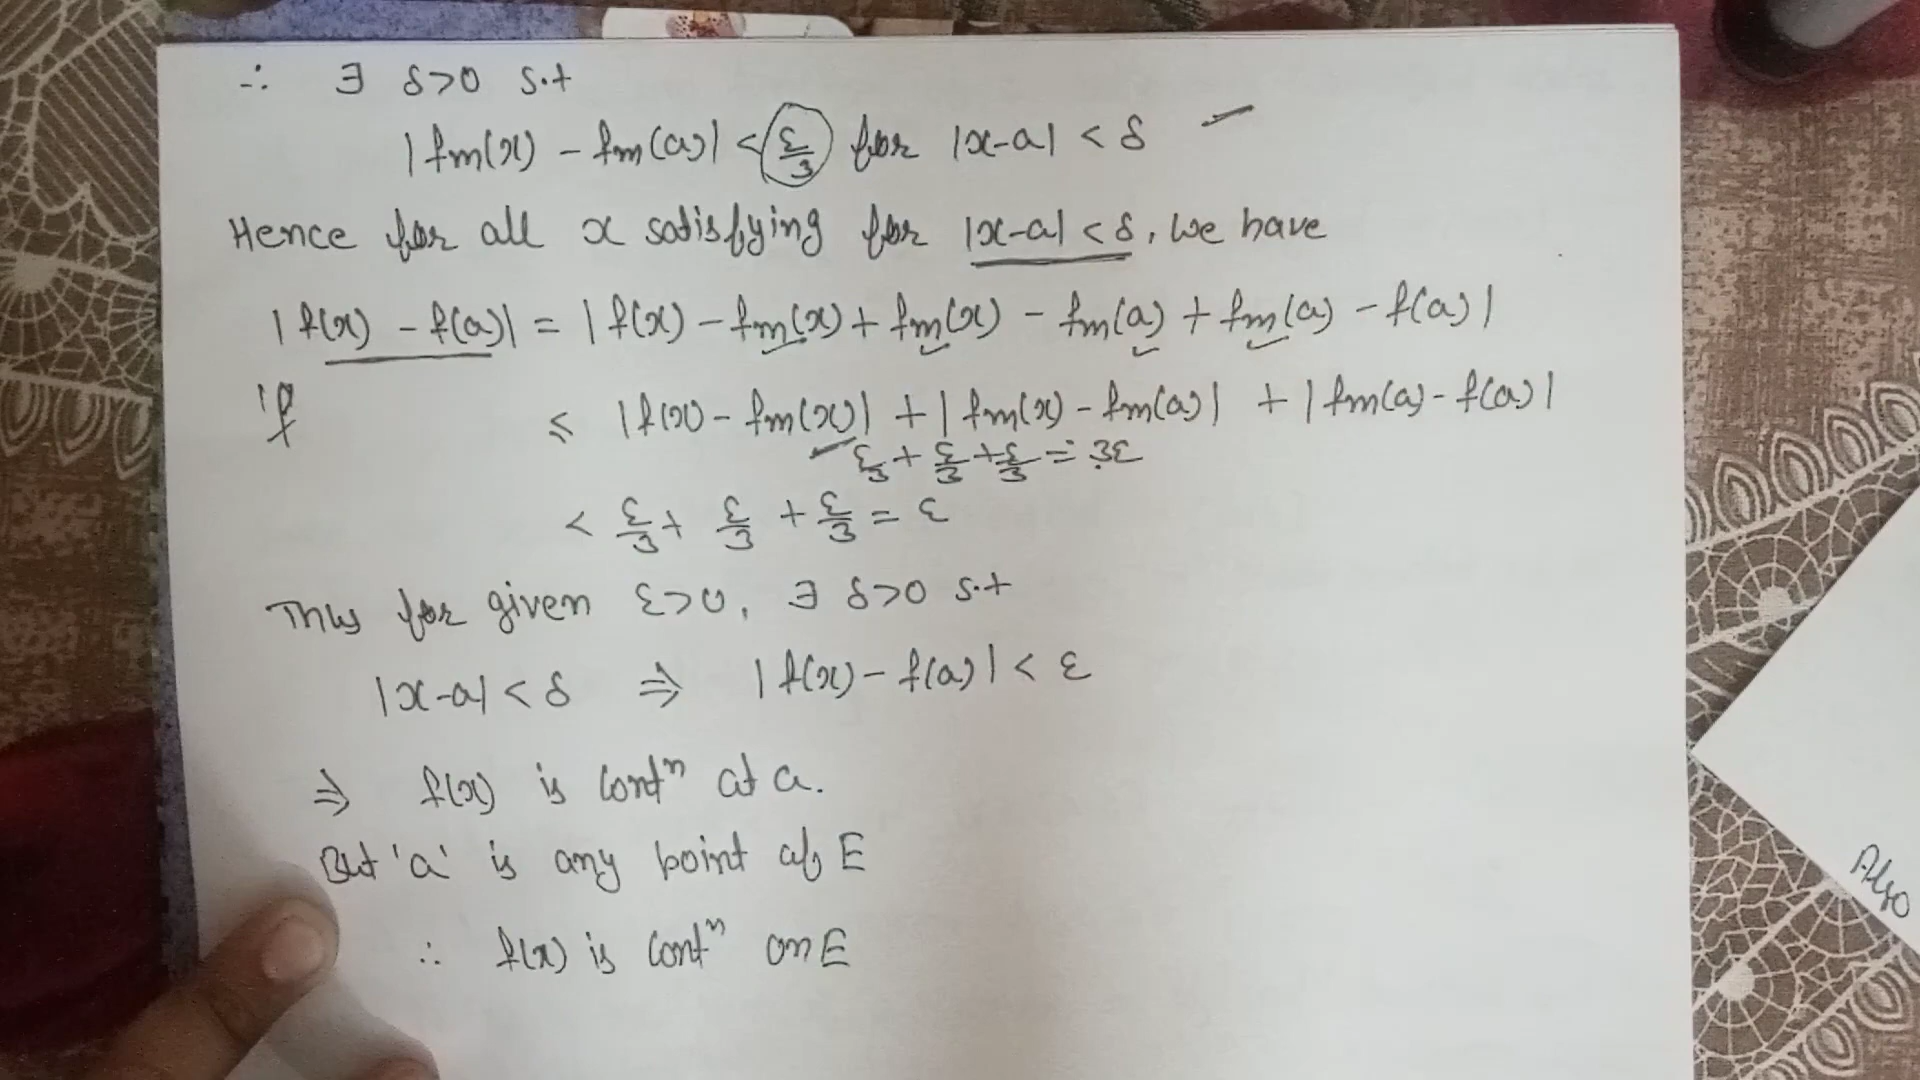 ∴ ∃ δ>0 s.t
|fm(x) - fm(a)| < ε/3 for |x-a| < δ
Hence for all x satisfying for |x-a| < δ, we have
|f(x) - f(a)| = |f(x) - fm(x) + fm(x) - fm(a) + fm(a) - f(a)|
if ≤ |f(x) - fm(x)| + |fm(x) - fm(a)| + |fm(a) - f(a)|
ε/3 + ε/3 + ε/3 = 3ε
< ε/3 + ε/3 + ε/3 = ε
Thus for given ε>0, ∃ δ>0 s.t
|x-a| < δ ⇒ |f(x) - f(a)| < ε
⇒ f(x) is contⁿ at a.
But 'a' is any point of E
∴ f(x) is contⁿ on E
Also